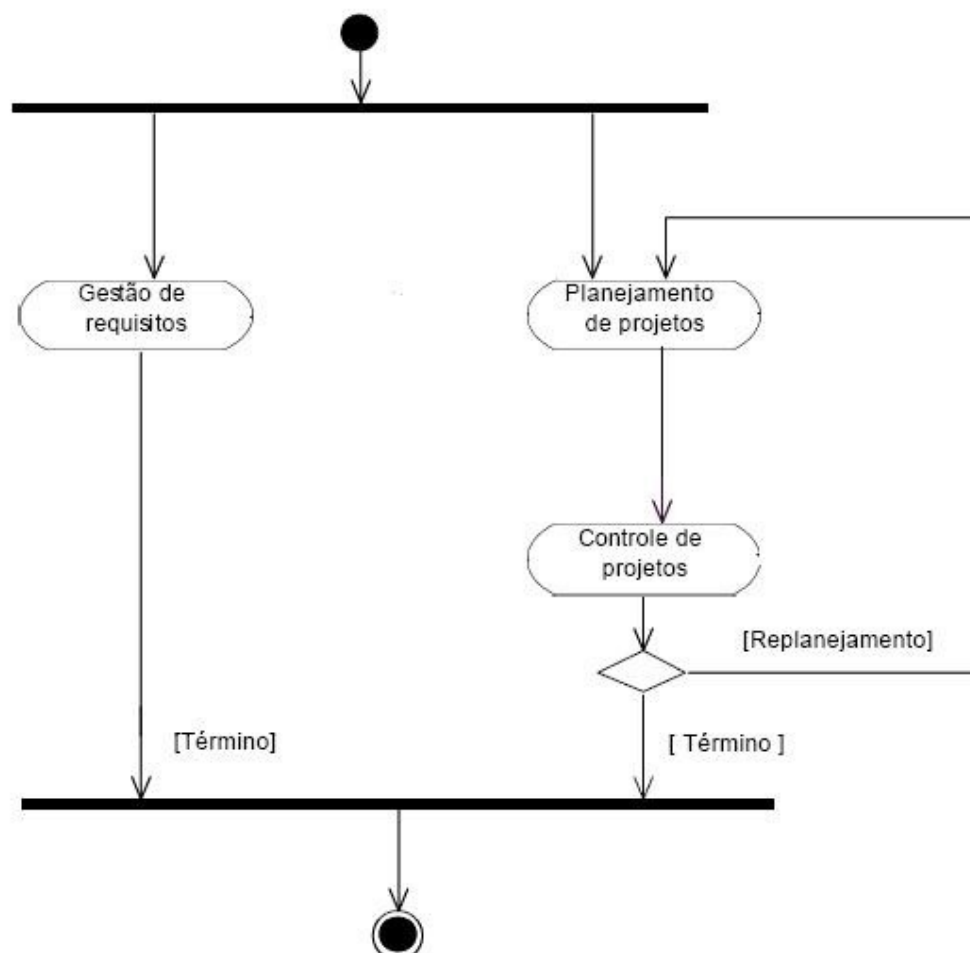 Gestão de
requisitos
Planejamento
de projetos
Controle de
projetos
[Replanejamento]
[Término]
[ Término ]